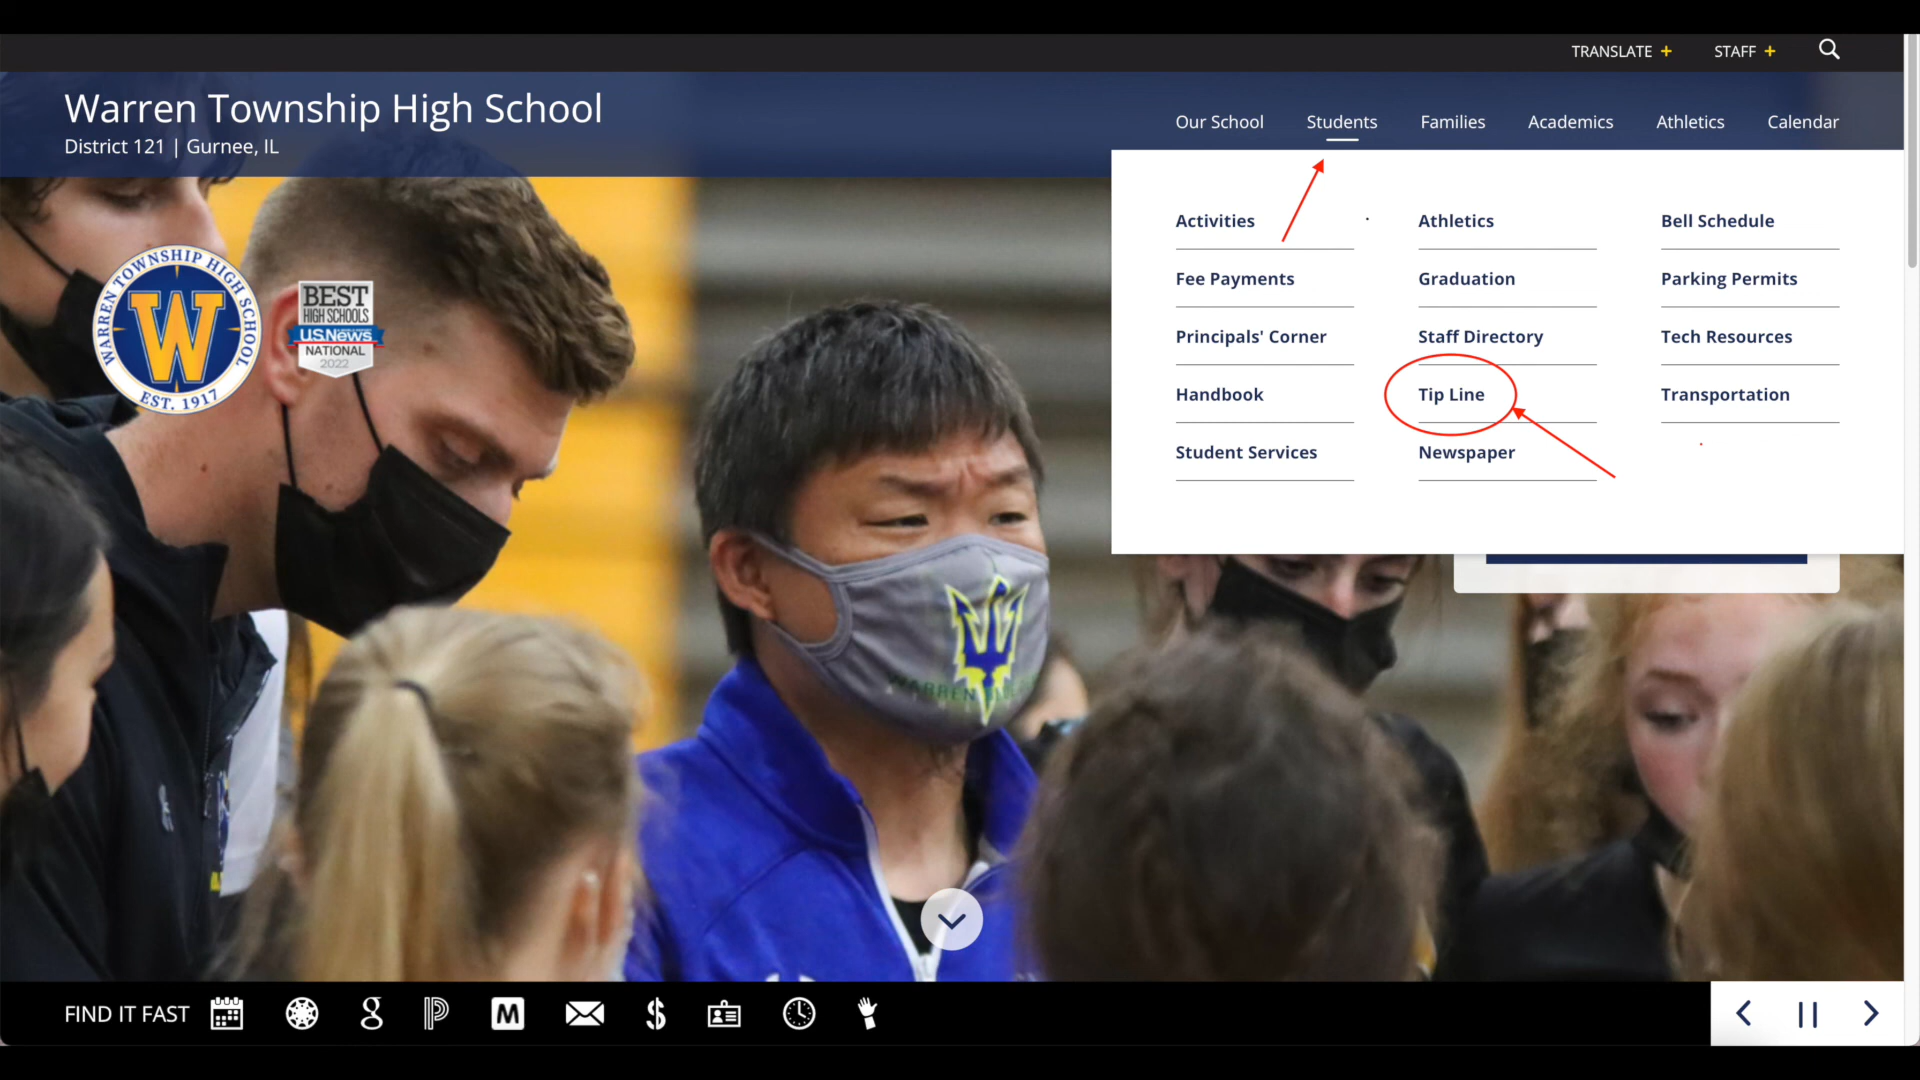 TRANSLATE + STAFF +
Warren Township High School
District 121 | Gurnee, IL
Our School Students Families Academics Athletics Calendar
Activities Athletics Bell Schedule
Fee Payments Graduation Parking Permits
Principals' Corner Staff Directory Tech Resources
Handbook Tip Line Transportation
Student Services Newspaper
WARREN TOWNSHIP HIGH SCHOOL
W
EST. 1917
BEST
HIGH SCHOOLS
U.S.News
NATIONAL
2022
WARREN
FIND IT FAST
g
P
M
$